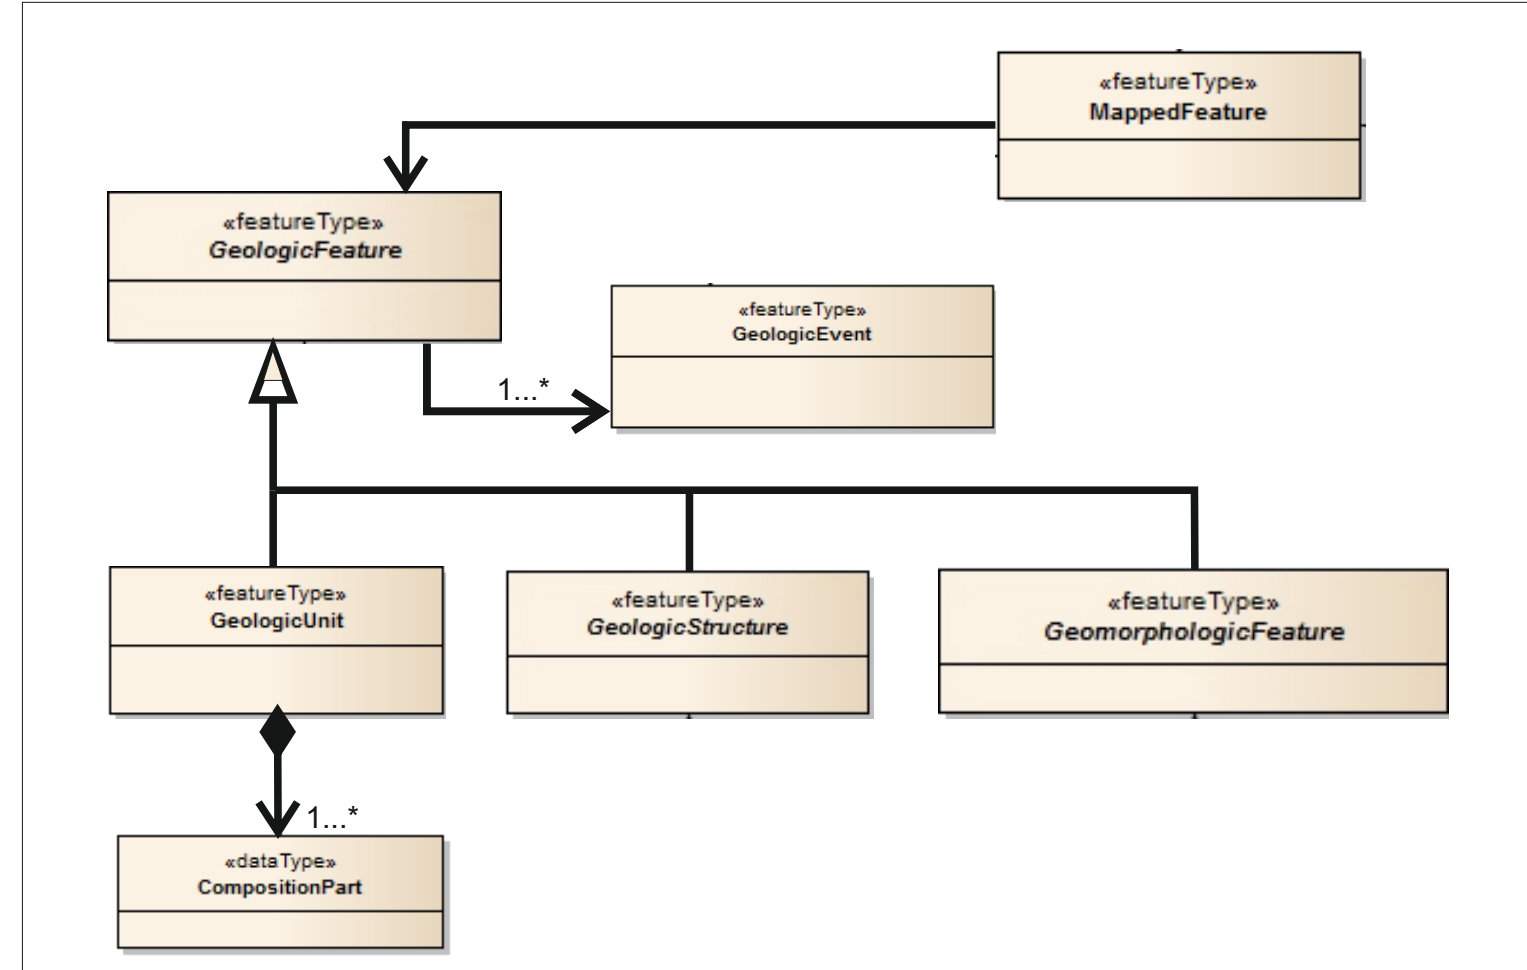 «featureType»
MappedFeature
«featureType»
GeologicFeature
«featureType»
GeologicEvent
1...*
«featureType»
GeologicUnit
«featureType»
GeologicStructure
«featureType»
GeomorphologicFeature
1...*
«dataType»
CompositionPart